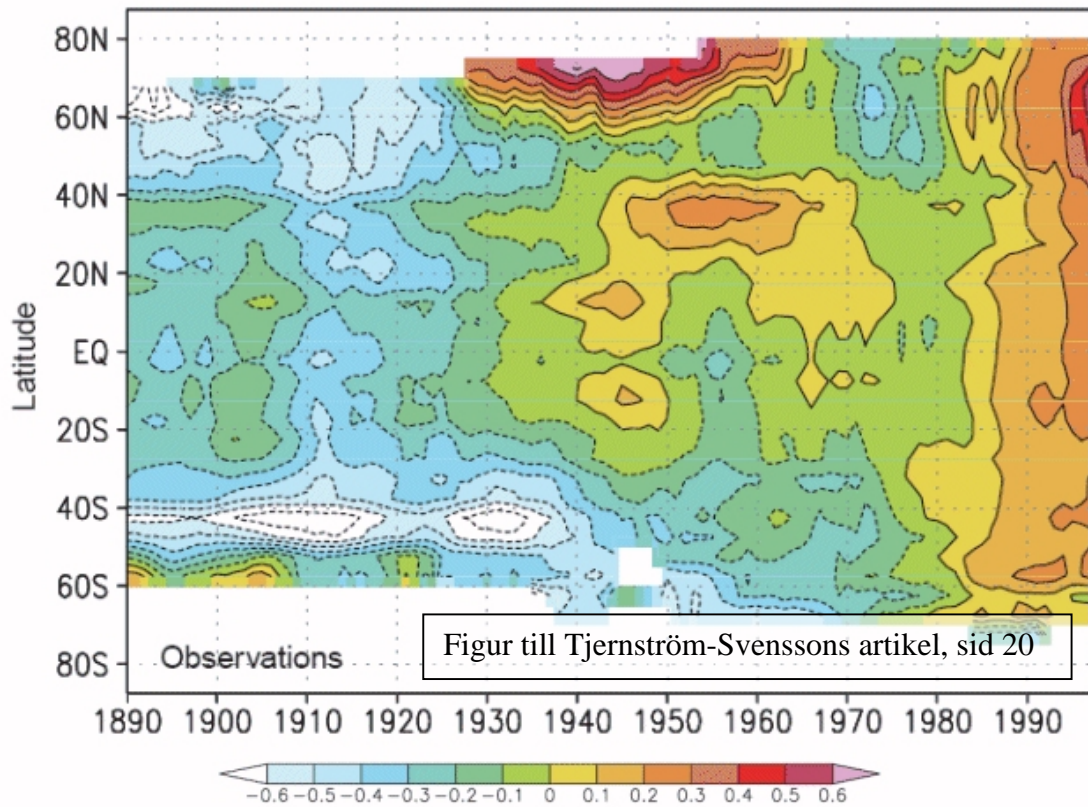 80N
60N
40N
20N
EQ
20S
40S
60S
80S
Latitude
Observations
Figur till Tjernström-Svenssons artikel, sid 20
1890 1900 1910 1920 1930 1940 1950 1960 1970 1980 1990
-0.6 -0.5 -0.4 -0.3 -0.2 -0.1 0 0.1 0.2 0.3 0.4 0.5 0.6